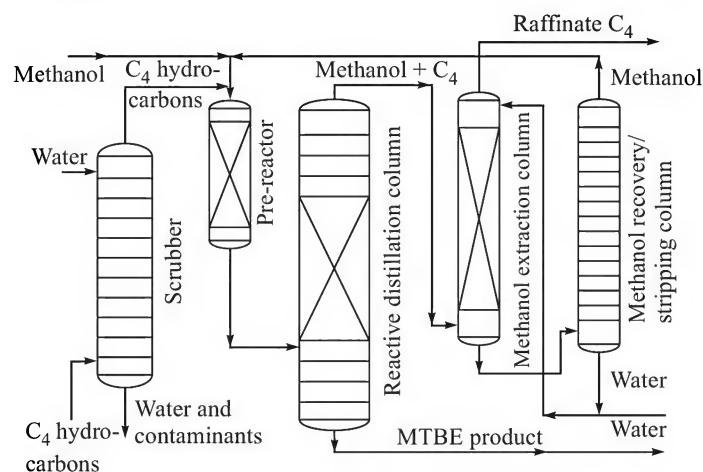 Raffinate C4
Methanol
C4 hydro-
carbons
Methanol + C4
Methanol
Water
Scrubber
Pre-reactor
Reactive distillation column
Methanol extraction column
Methanol recovery/
stripping column
C4 hydro-
carbons
Water and
contaminants
MTBE product
Water
Water